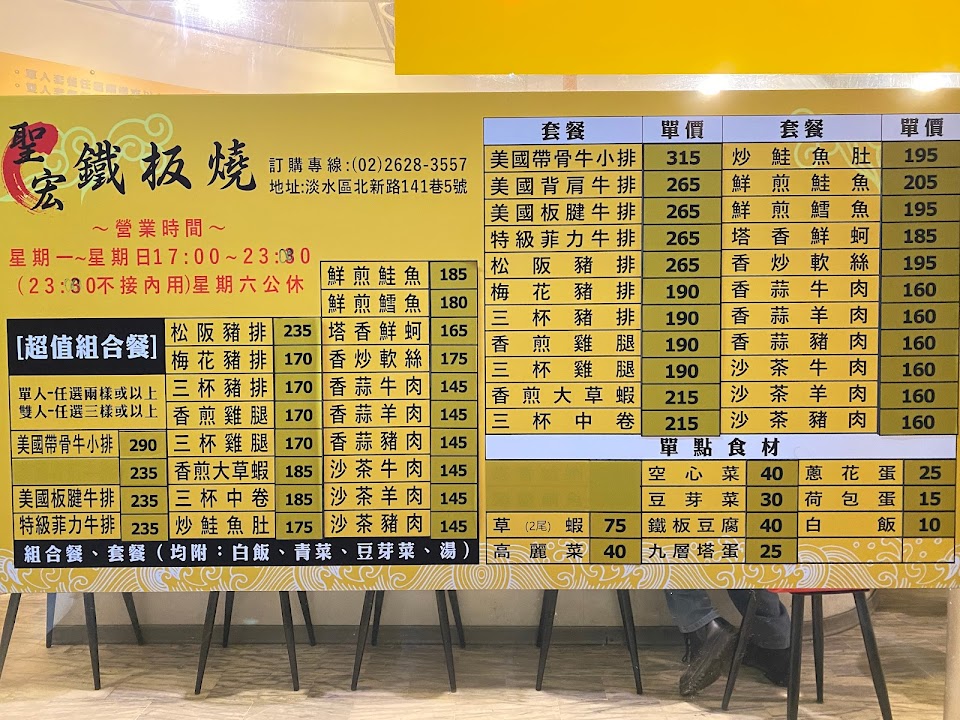 聖宏 鐵板燒
訂購專線:(02)2628-3557
地址:淡水區北新路141巷5號
～營業時間～
星期一~星期日17:00~23:30
(23:30不接內用)星期六公休
[超值組合餐]
單人-任選兩樣或以上
雙人-任選三樣或以上
美國帶骨牛小排 290
235
美國板腱牛排 235
特級菲力牛排 235
松阪豬排 235
梅花豬排 170
三杯豬排 170
香煎雞腿 170
三杯雞腿 170
香煎大草蝦 185
三杯中卷 185
炒鮭魚肚 175
鮮煎鮭魚 185
鮮煎鱈魚 180
塔香鮮蚵 165
香炒軟絲 175
香蒜牛肉 145
香蒜羊肉 145
香蒜豬肉 145
沙茶牛肉 145
沙茶羊肉 145
沙茶豬肉 145
組合餐、套餐(均附:白飯、青菜、豆芽菜、湯)
套餐 單價
美國帶骨牛小排 315
美國背肩牛排 265
美國板腱牛排 265
特級菲力牛排 265
松阪豬排 265
梅花豬排 190
三杯豬排 190
香煎雞腿 190
三杯雞腿 190
香煎大草蝦 215
三杯中卷 215
套餐 單價
炒鮭魚肚 195
鮮煎鮭魚 205
鮮煎鱈魚 195
塔香鮮蚵 185
香炒軟絲 195
香蒜牛肉 160
香蒜羊肉 160
香蒜豬肉 160
沙茶牛肉 160
沙茶羊肉 160
沙茶豬肉 160
單點食材
草(2尾)蝦 75
高麗菜 40
空心菜 40
豆芽菜 30
鐵板豆腐 40
九層塔蛋 25
蔥花蛋 25
荷包蛋 15
白飯 10